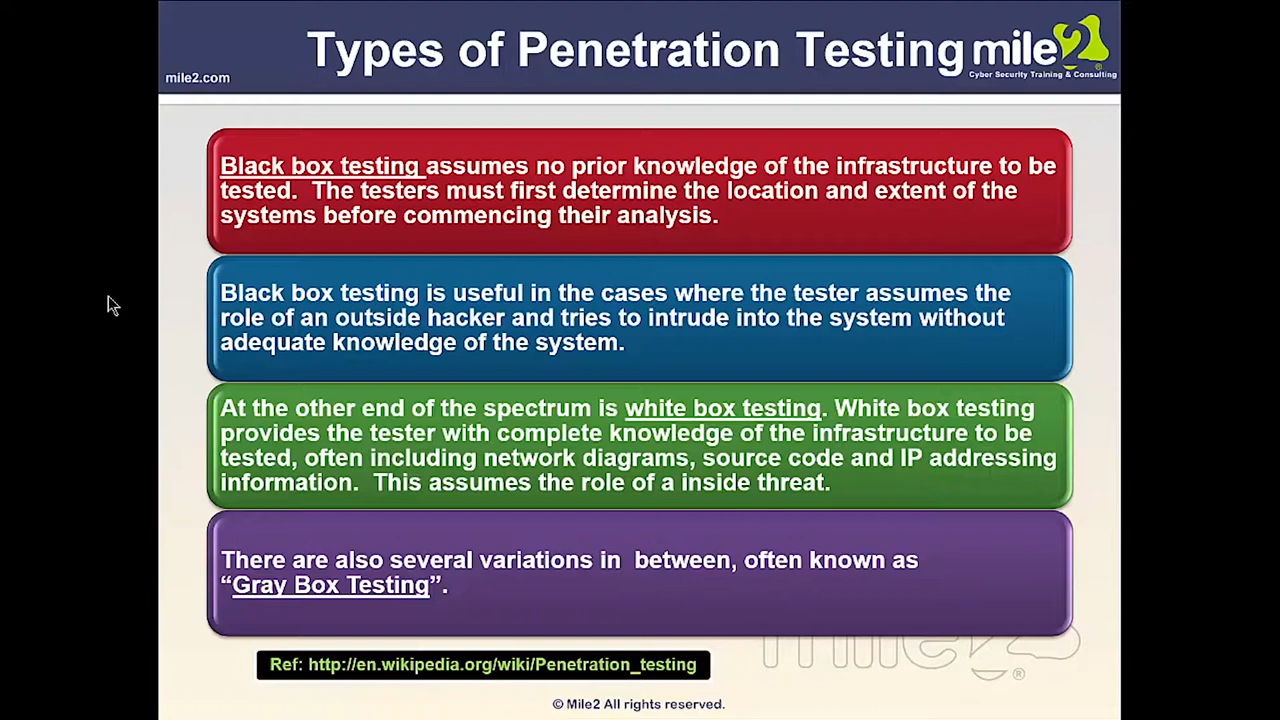 Types of Penetration Testing
mile2
mile2.com
Cyber Security Training & Consulting
Black box testing assumes no prior knowledge of the infrastructure to be
tested.  The testers must first determine the location and extent of the
systems before commencing their analysis.
Black box testing is useful in the cases where the tester assumes the
role of an outside hacker and tries to intrude into the system without
adequate knowledge of the system.
At the other end of the spectrum is white box testing. White box testing
provides the tester with complete knowledge of the infrastructure to be
tested, often including network diagrams, source code and IP addressing
information.  This assumes the role of a inside threat.
There are also several variations in  between, often known as
“Gray Box Testing”.
mile2®
Ref: http://en.wikipedia.org/wiki/Penetration_testing
© Mile2 All rights reserved.